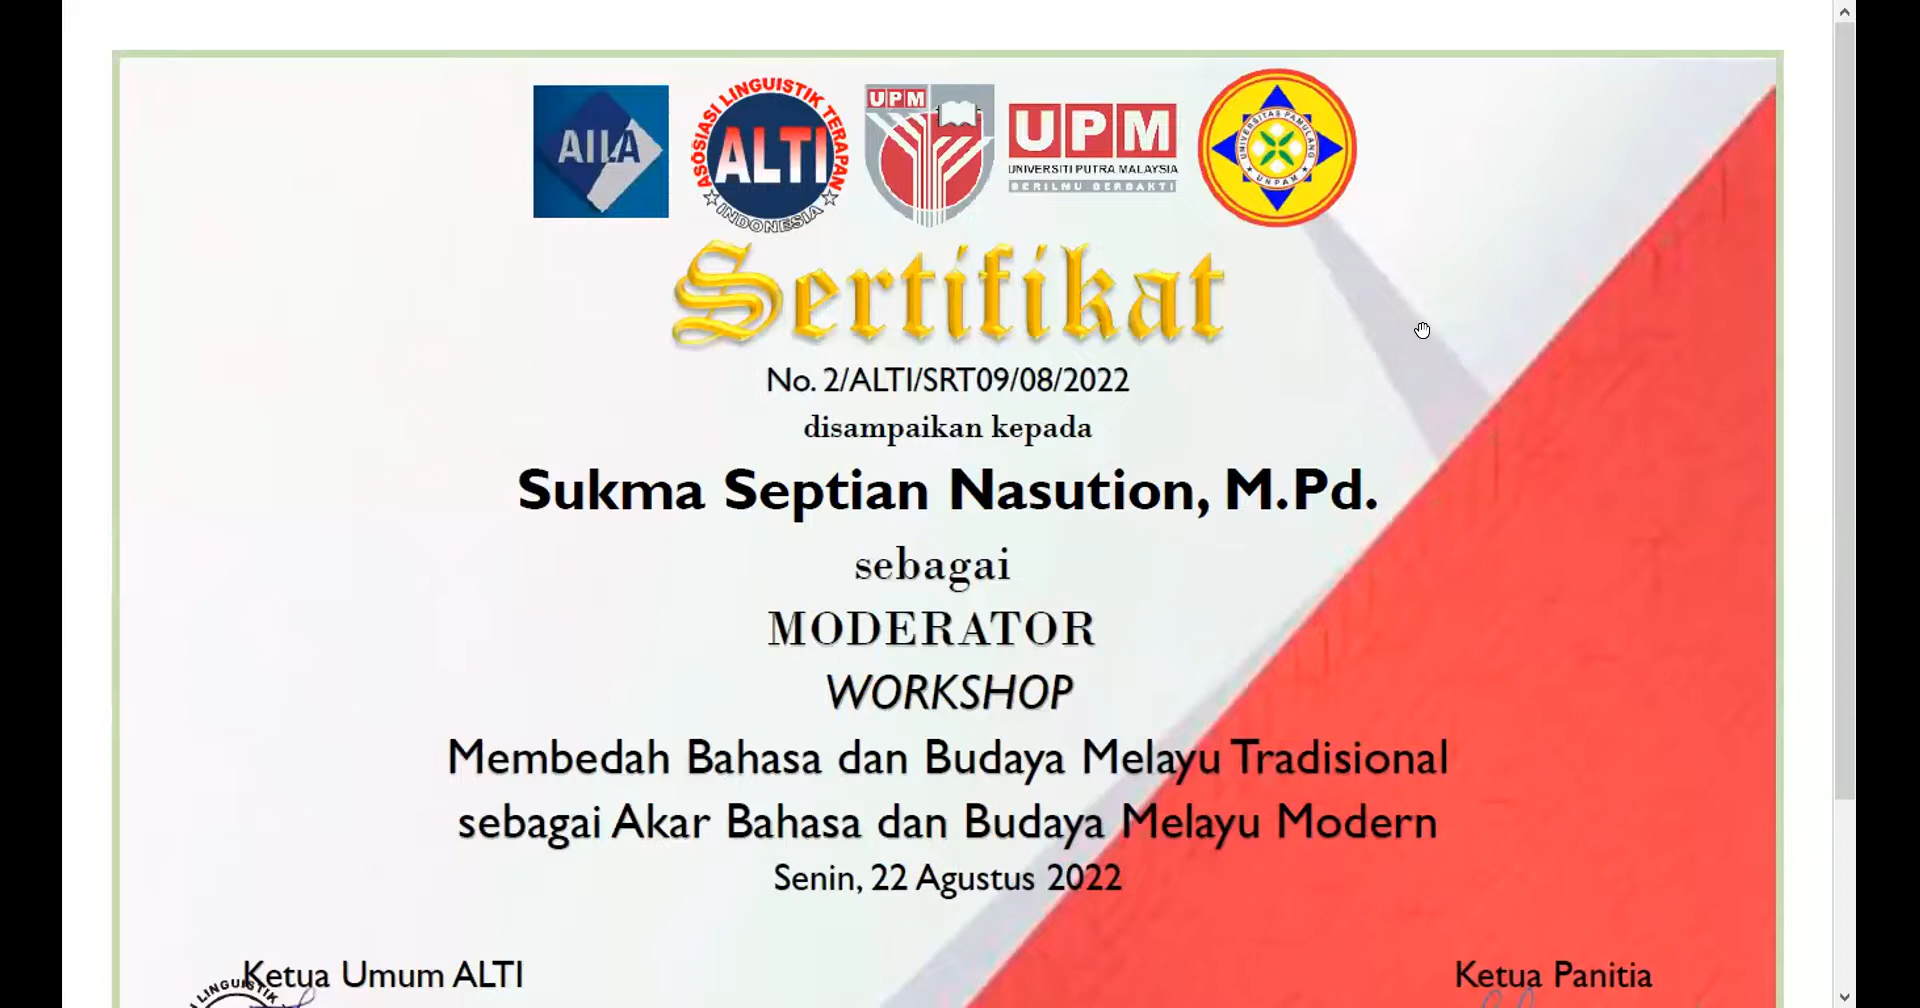 AILA
ASOSIASI LINGUISTIK TERAPAN
ALTI
INDONESIA
UPM
UPM
UNIVERSITI PUTRA MALAYSIA
BERILMU BERBAKTI
UNIVERSITAS PAMULANG
UNPAM
Sertifikat
No. 2/ALTI/SRT09/08/2022
disampaikan kepada
Sukma Septian Nasution, M.Pd.
sebagai
MODERATOR
WORKSHOP
Membedah Bahasa dan Budaya Melayu Tradisional
sebagai Akar Bahasa dan Budaya Melayu Modern
Senin, 22 Agustus 2022
Ketua Umum ALTI
Ketua Panitia
LINGUISTIK